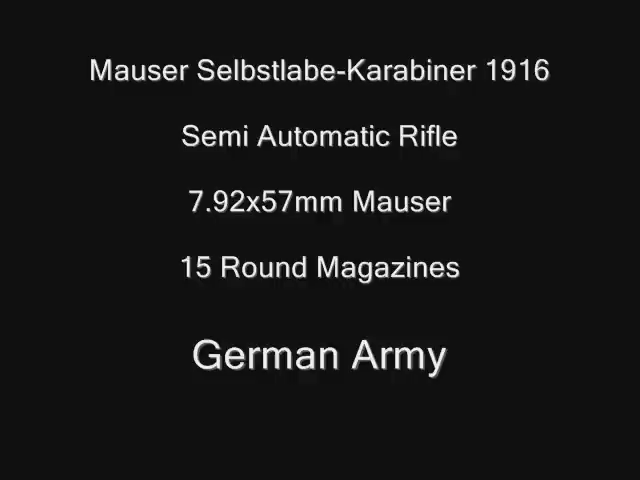 Mauser Selbstlabe-Karabiner 1916
Semi Automatic Rifle
7.92x57mm Mauser
15 Round Magazines
German Army